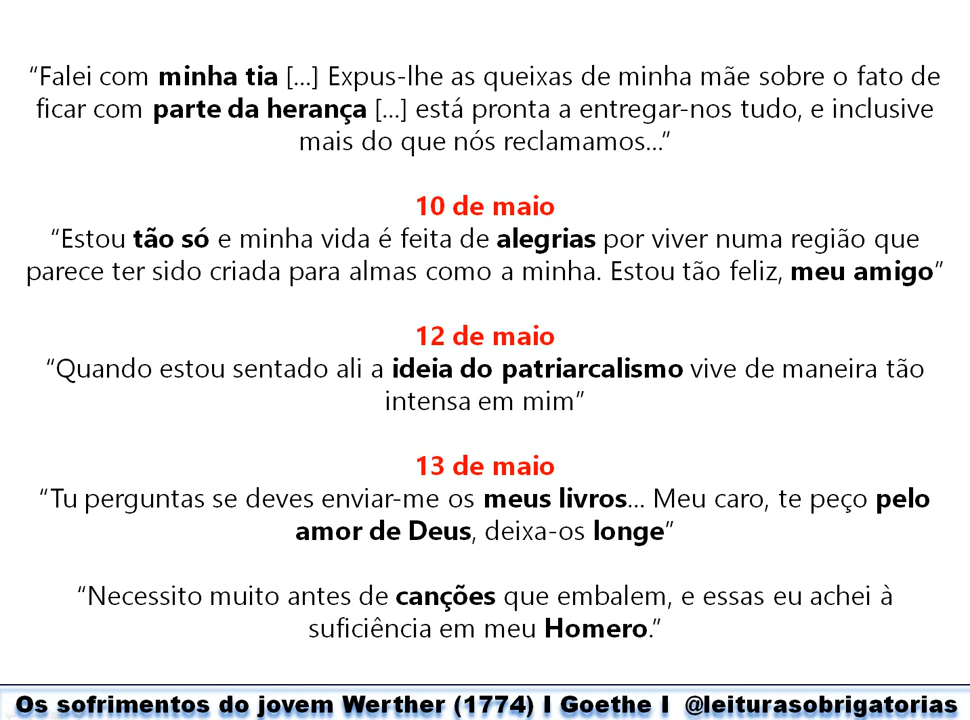 “Falei com minha tia [...] Expus-lhe as queixas de minha mãe sobre o fato de
ficar com parte da herança [...] está pronta a entregar-nos tudo, e inclusive
mais do que nós reclamamos...”
10 de maio
“Estou tão só e minha vida é feita de alegrias por viver numa região que
parece ter sido criada para almas como a minha. Estou tão feliz, meu amigo”
12 de maio
“Quando estou sentado ali a ideia do patriarcalismo vive de maneira tão
intensa em mim”
13 de maio
“Tu perguntas se deves enviar-me os meus livros... Meu caro, te peço pelo
amor de Deus, deixa-os longe”
“Necessito muito antes de canções que embalem, e essas eu achei à
suficiência em meu Homero.”
Os sofrimentos do jovem Werther (1774) I Goethe I @leiturasobrigatorias